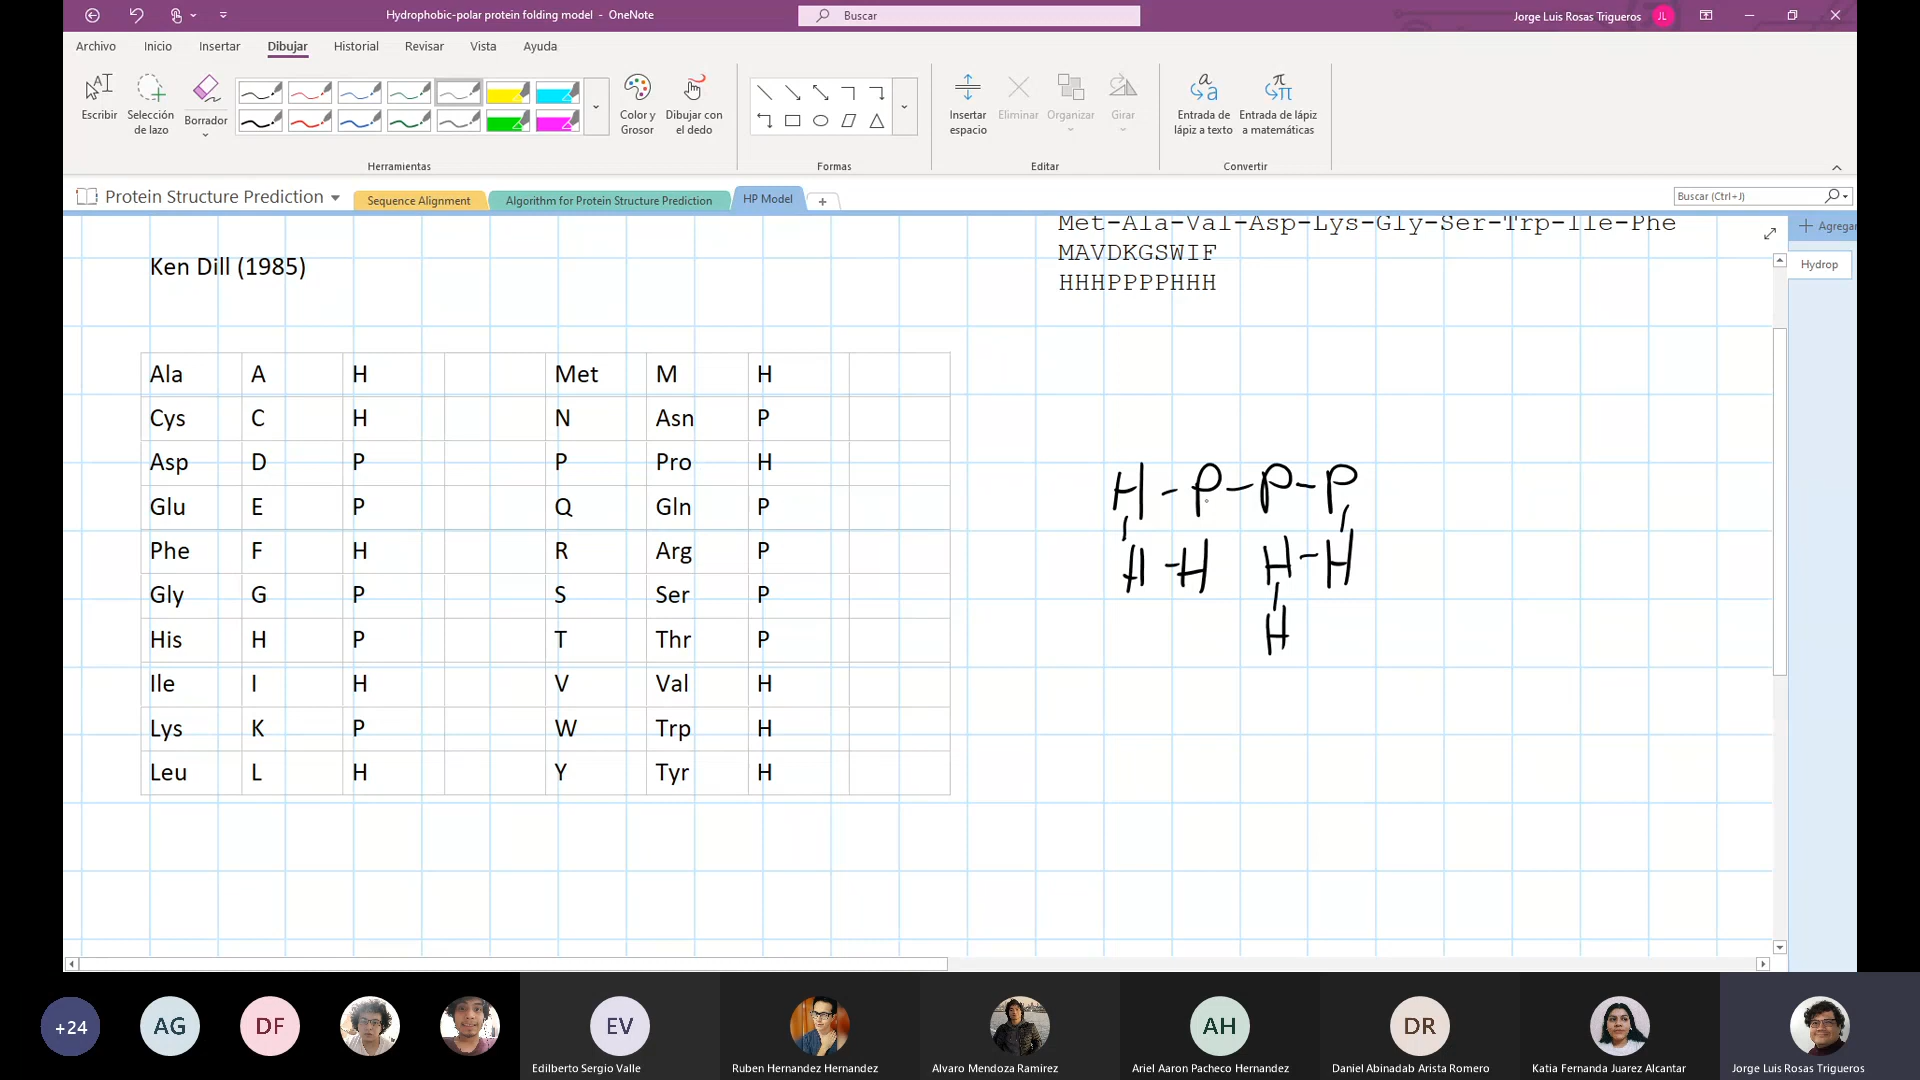 Hydrophobic-polar protein folding model - OneNote
Buscar
Jorge Luis Rosas Trigueros JL
Archivo Inicio Insertar Dibujar Historial Revisar Vista Ayuda
Escribir
Selección de lazo
Borrador
Color y Grosor
Dibujar con el dedo
Insertar espacio
Eliminar
Organizar
Girar
Entrada de lápiz a texto
Entrada de lápiz a matemáticas
Herramientas Formas Editar Convertir
Protein Structure Prediction
Sequence Alignment
Algorithm for Protein Structure Prediction
HP Model
Buscar (Ctrl+J)
Agregar
Hydrop
Met-Ala-Val-Asp-Lys-Gly-Ser-Trp-Ile-Phe
MAVDKGSWIF
HHHPPPPHHH
Ken Dill (1985)
Ala A H Met M H
Cys C H N Asn P
Asp D P P Pro H
Glu E P Q Gln P
Phe F H R Arg P
Gly G P S Ser P
His H P T Thr P
Ile I H V Val H
Lys K P W Trp H
Leu L H Y Tyr H
H - P - P - P
H - H H - H
H
+24
AG
DF
EV
AH
DR
Edilberto Sergio Valle
Ruben Hernandez Hernandez
Alvaro Mendoza Ramirez
Ariel Aaron Pacheco Hernandez
Daniel Abinadab Arista Romero
Katia Fernanda Juarez Alcantar
Jorge Luis Rosas Trigueros